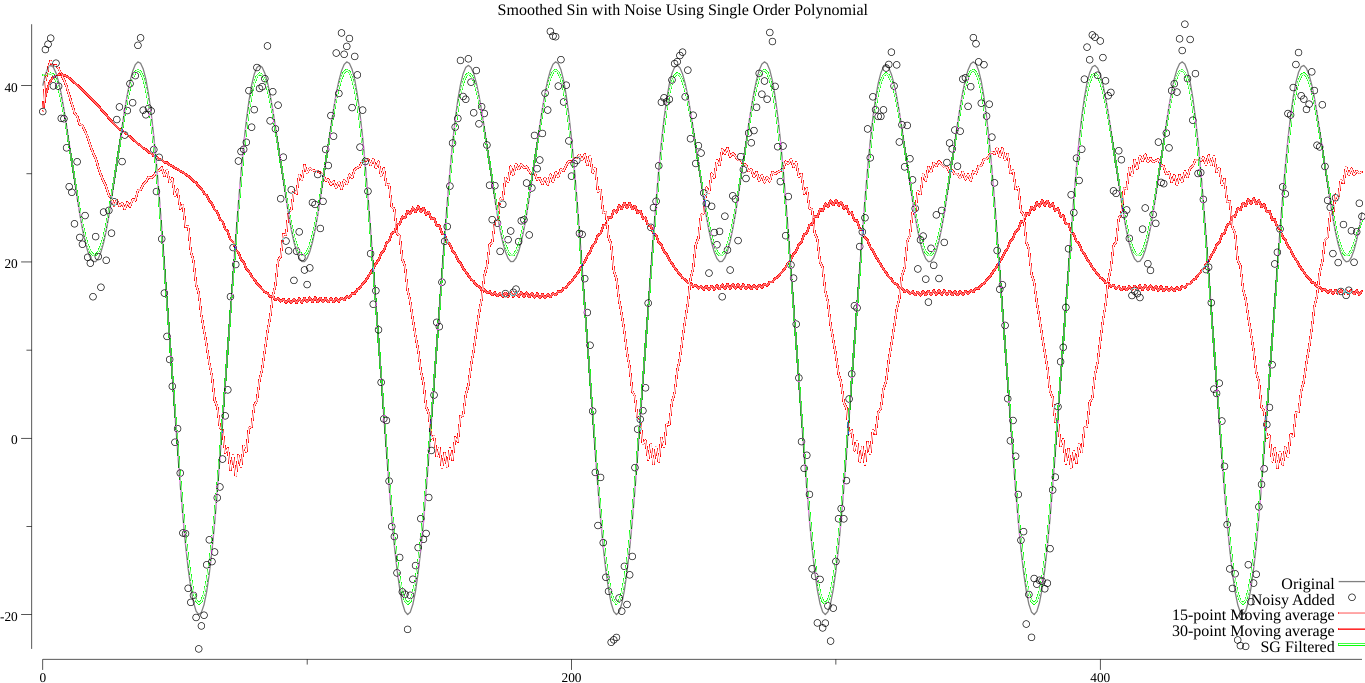 Smoothed Sin with Noise Using Single Order Polynomial
40
20
0
-20
Original
Noisy Added
15-point Moving average
30-point Moving average
SG Filtered
0
200
400